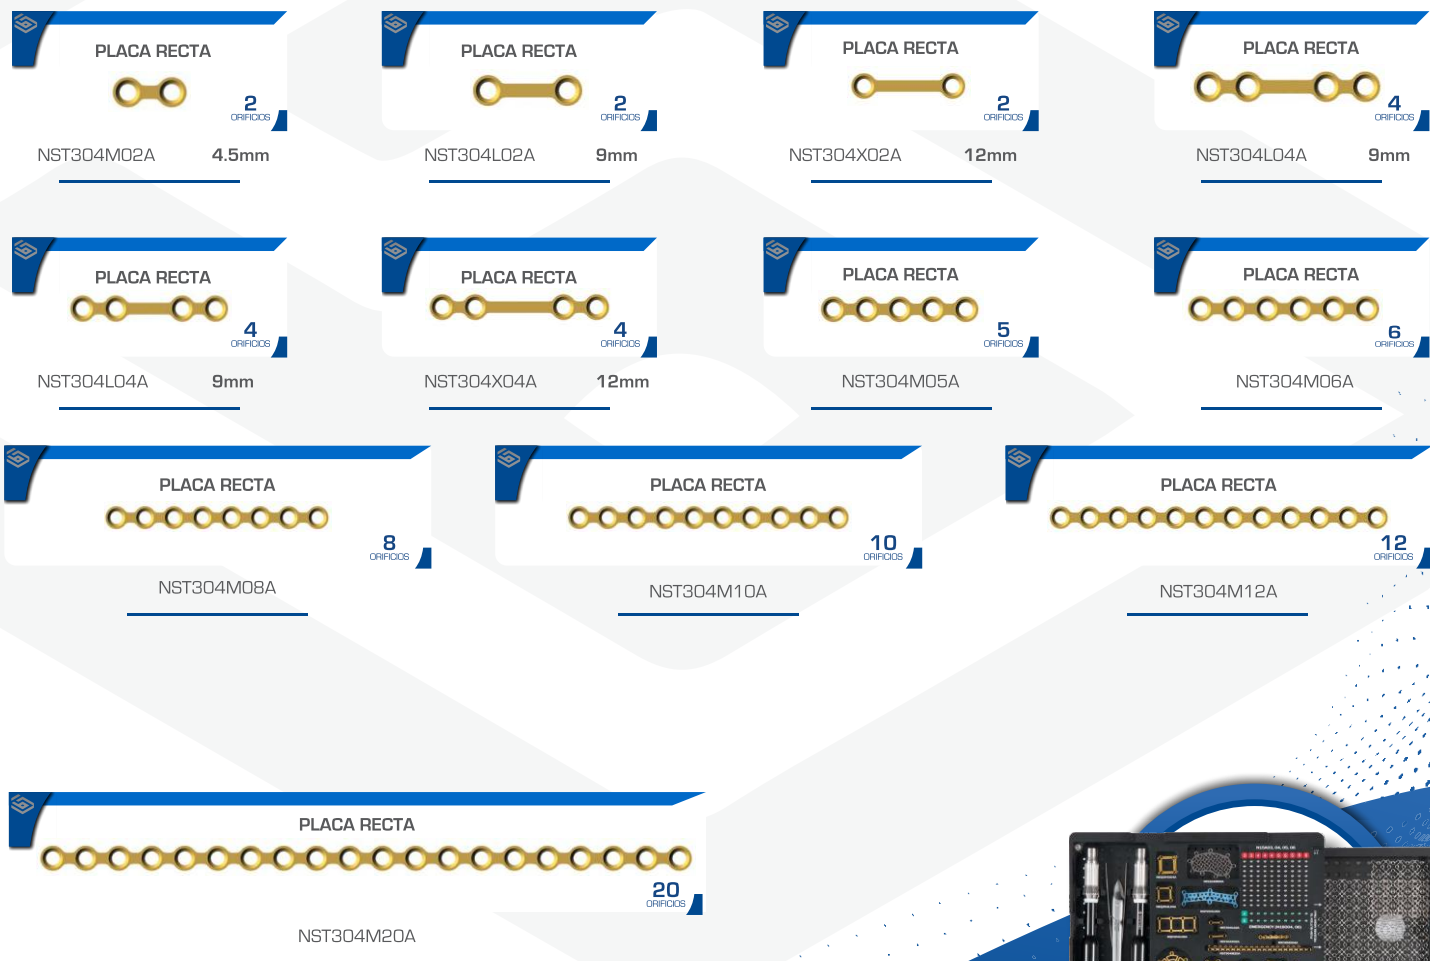 PLACA RECTA
2
ORIFICIOS
NST304M02A 4.5mm
PLACA RECTA
2
ORIFICIOS
NST304L02A 9mm
PLACA RECTA
2
ORIFICIOS
NST304X02A 12mm
PLACA RECTA
4
ORIFICIOS
NST304L04A 9mm
PLACA RECTA
4
ORIFICIOS
NST304L04A 9mm
PLACA RECTA
4
ORIFICIOS
NST304X04A 12mm
PLACA RECTA
5
ORIFICIOS
NST304M05A
PLACA RECTA
6
ORIFICIOS
NST304M06A
PLACA RECTA
8
ORIFICIOS
NST304M08A
PLACA RECTA
10
ORIFICIOS
NST304M10A
PLACA RECTA
12
ORIFICIOS
NST304M12A
PLACA RECTA
20
ORIFICIOS
NST304M20A